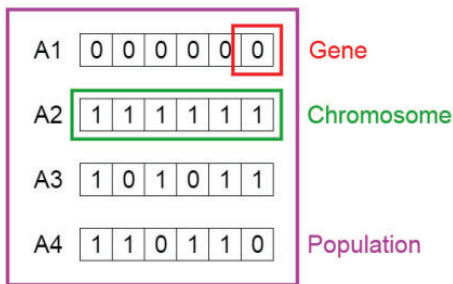 A1 0 0 0 0 0 0 Gene
A2 1 1 1 1 1 1 Chromosome
A3 1 0 1 0 1 1
A4 1 1 0 1 1 0 Population